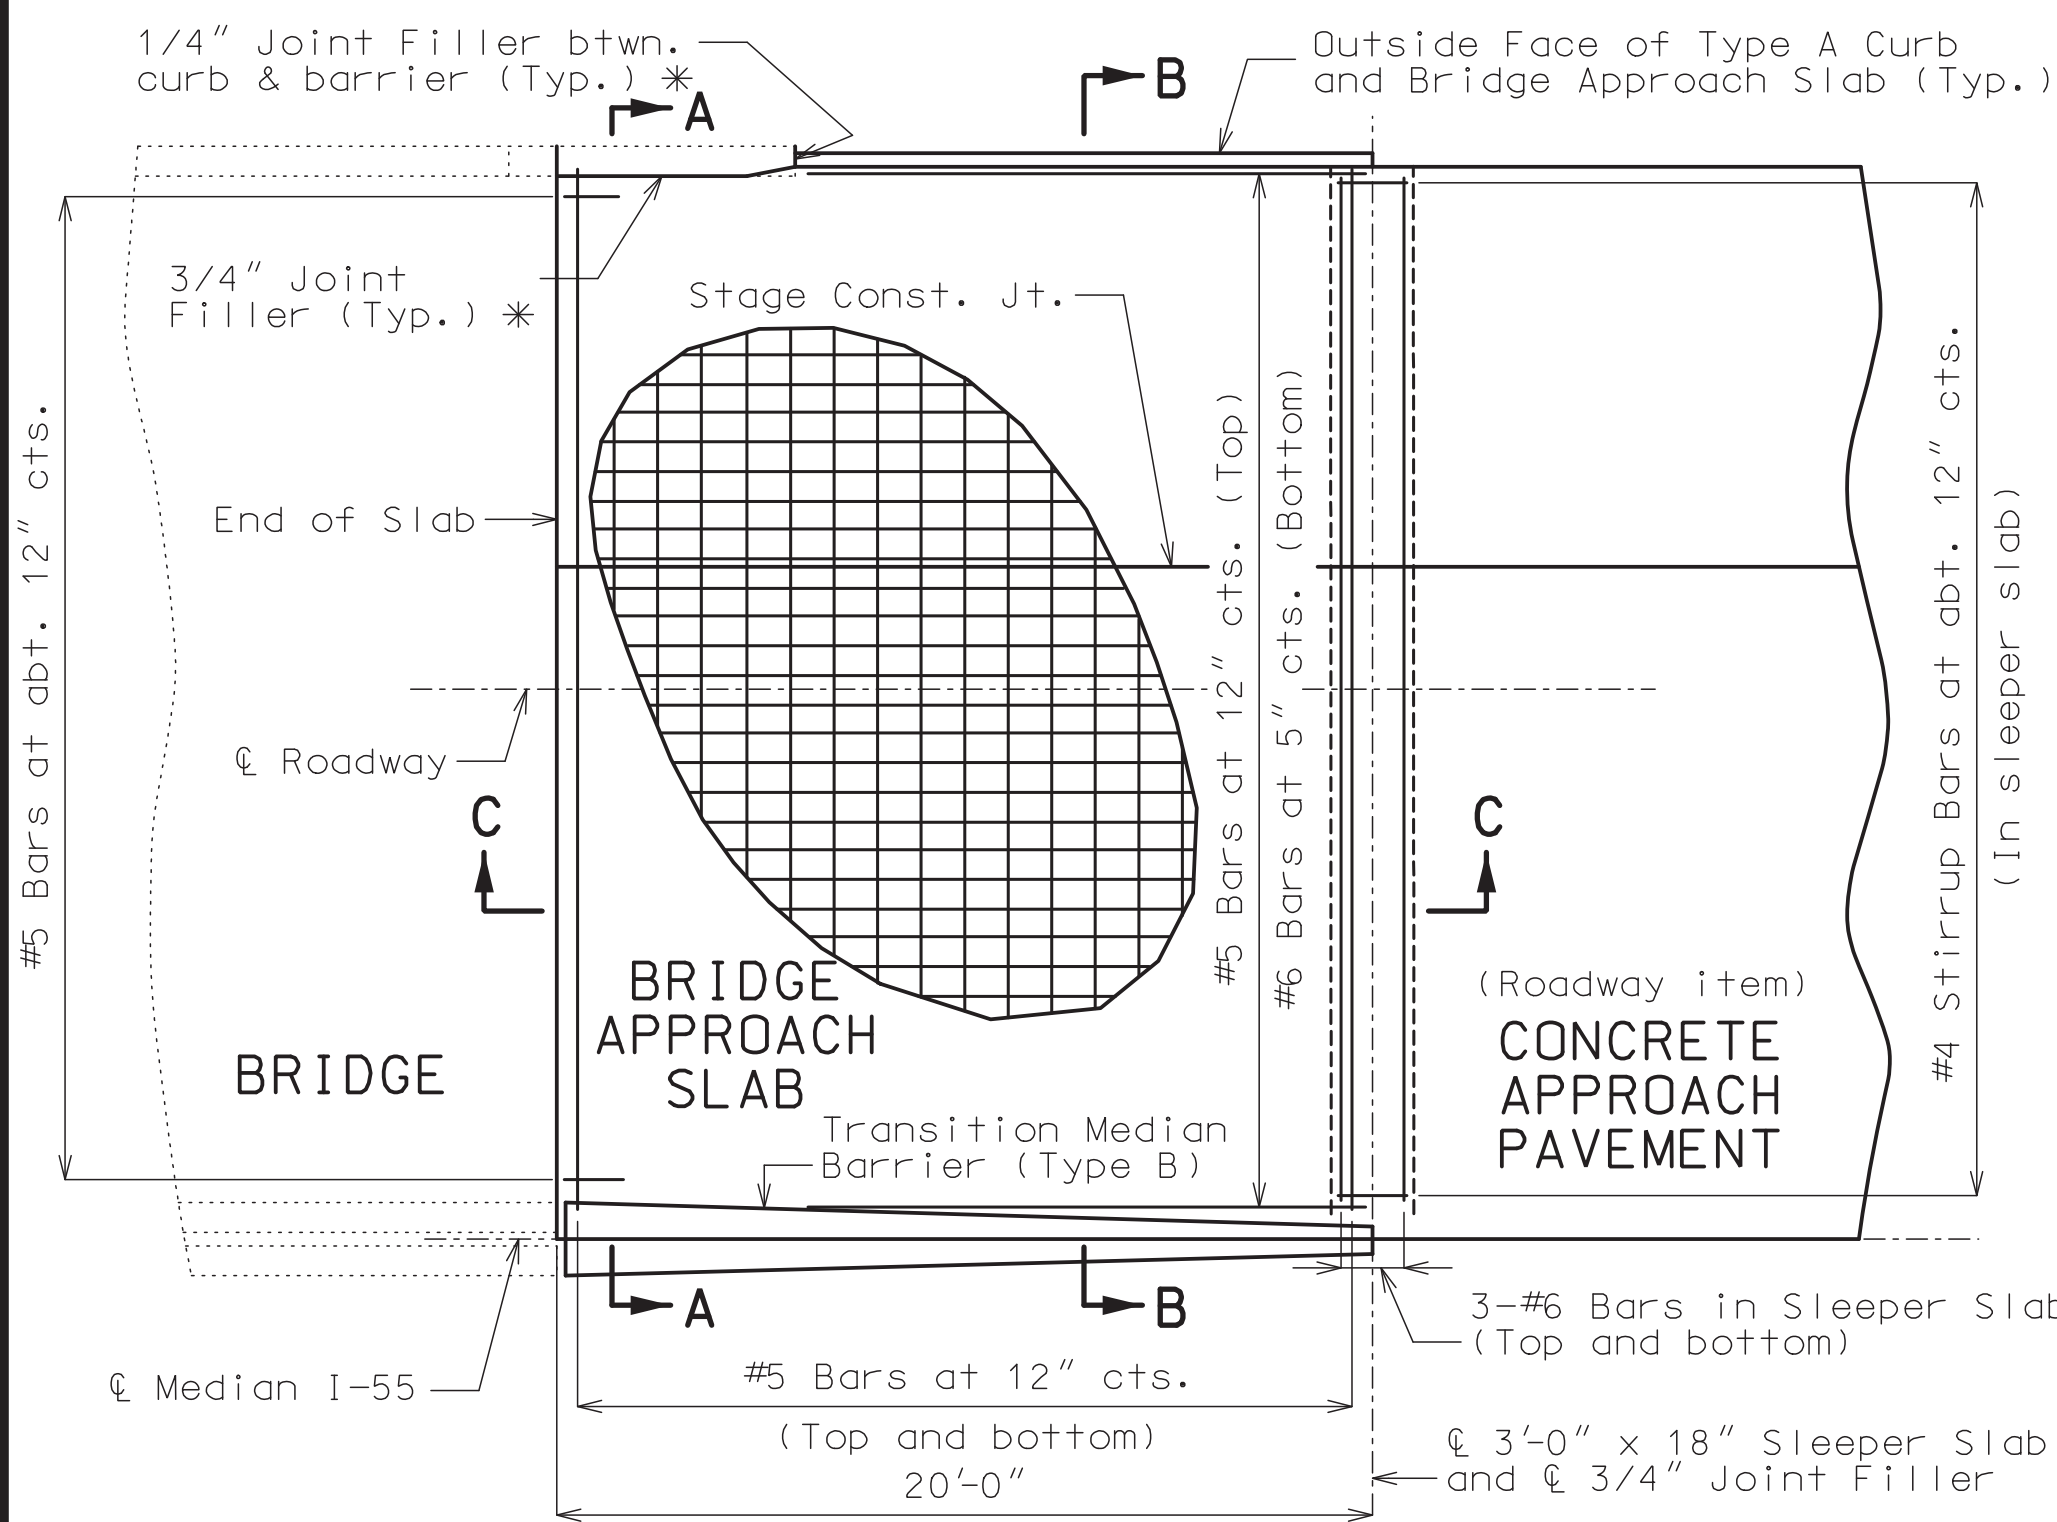 1/4" Joint Filler btwn.
curb & barrier (Typ.) *
Outside Face of Type A Curb
and Bridge Approach Slab (Typ.)
A
B
3/4" Joint
Filler (Typ.) *
Stage Const. Jt.
#5 Bars at abt. 12" cts.
End of Slab
℄ Roadway
C
C
#5 Bars at 12" cts. (Top)
#6 Bars at 5" cts. (Bottom)
#4 Stirrup Bars at abt. 12" cts.
(In sleeper slab)
BRIDGE
BRIDGE
APPROACH
SLAB
(Roadway item)
CONCRETE
APPROACH
PAVEMENT
Transition Median
Barrier (Type B)
A
B
3-#6 Bars in Sleeper Slab
(Top and bottom)
℄ Median I-55
#5 Bars at 12" cts.
(Top and bottom)
20'-0"
℄ 3'-0" x 18" Sleeper Slab
and ℄ 3/4" Joint Filler